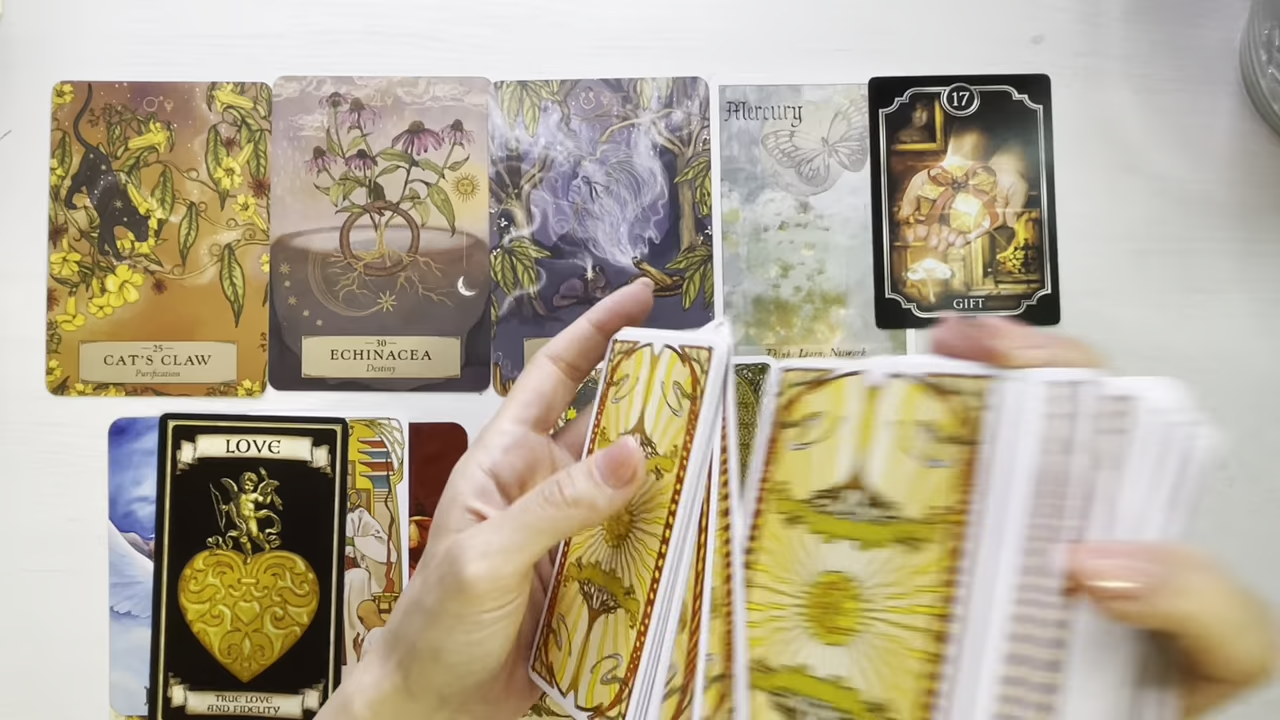 25
CAT'S CLAW
Purification
30
ECHINACEA
Destiny
Mercury
Think, Learn, Network
17
GIFT
LOVE
TRUE LOVE
AND FIDELITY